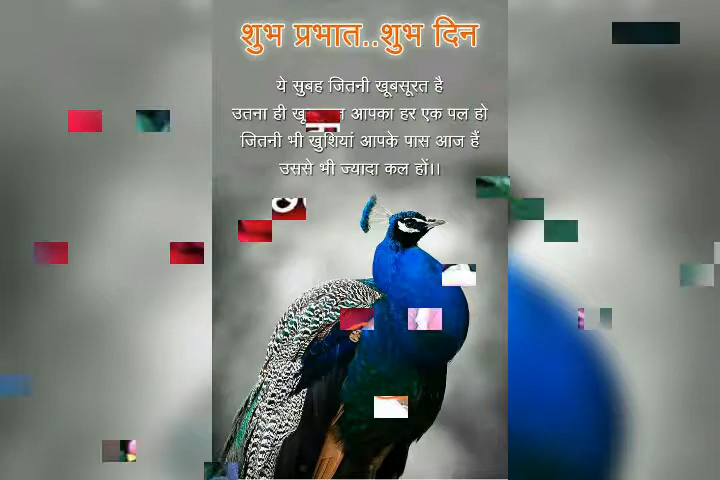 शुभ प्रभात..शुभ दिन
ये सुबह जितनी खूबसूरत है
उतना ही आपका हर एक पल हो
जितनी भी खुशियां आपके पास आज हैं
उससे भी ज्यादा कल हों।।